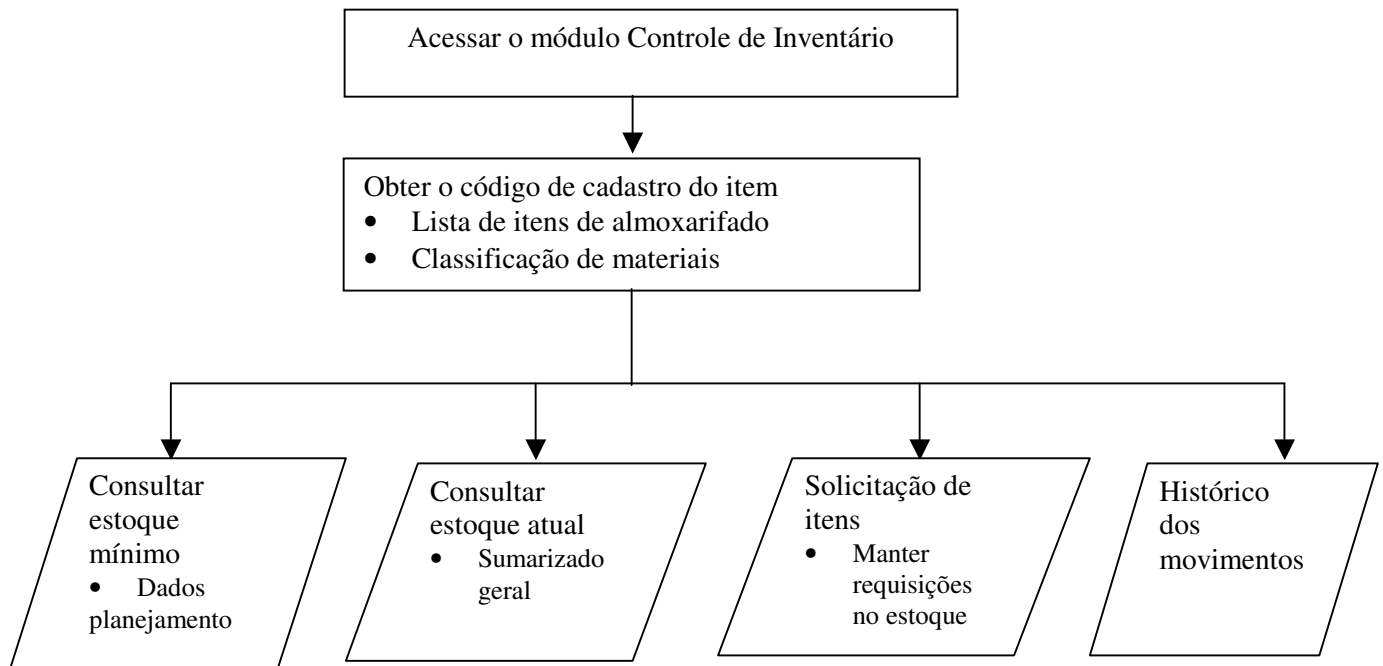 Acessar o módulo Controle de Inventário
Obter o código de cadastro do item
• Lista de itens de almoxarifado
• Classificação de materiais
Consultar
estoque
mínimo
• Dados
planejamento
Consultar
estoque atual
• Sumarizado
geral
Solicitação de
itens
• Manter
requisições
no estoque
Histórico
dos
movimentos